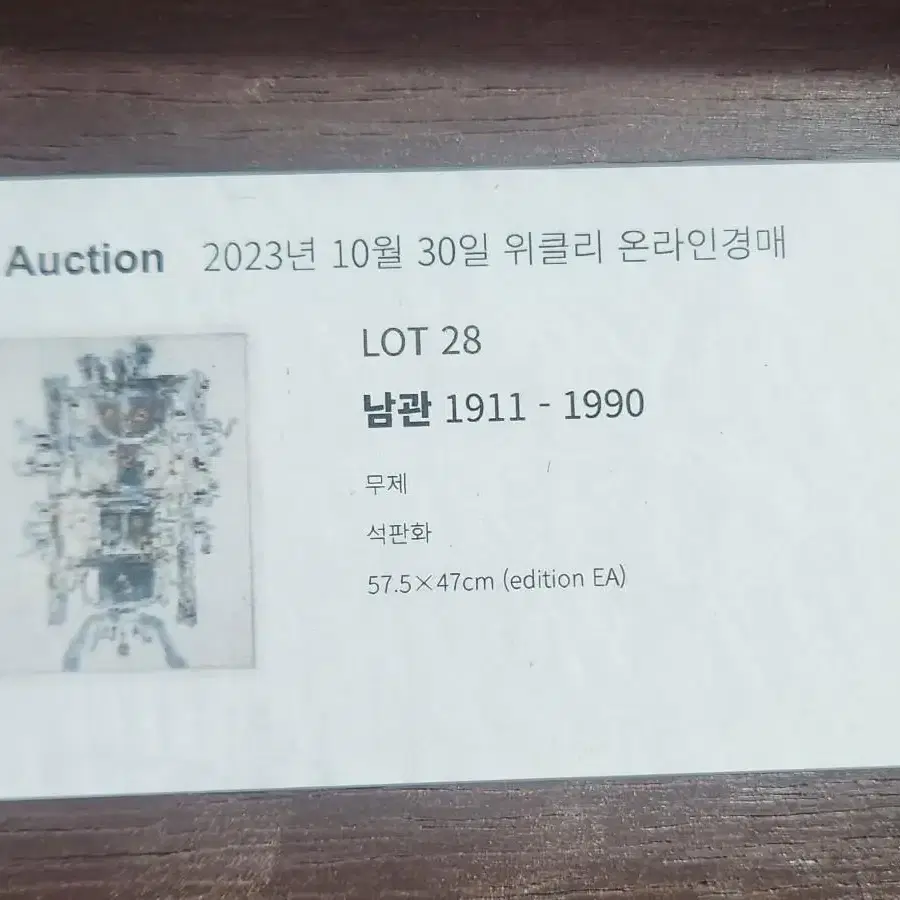 Auction 2023년 10월 30일 위클리 온라인경매
LOT 28
남관 1911 - 1990
무제
석판화
57.5×47cm (edition EA)